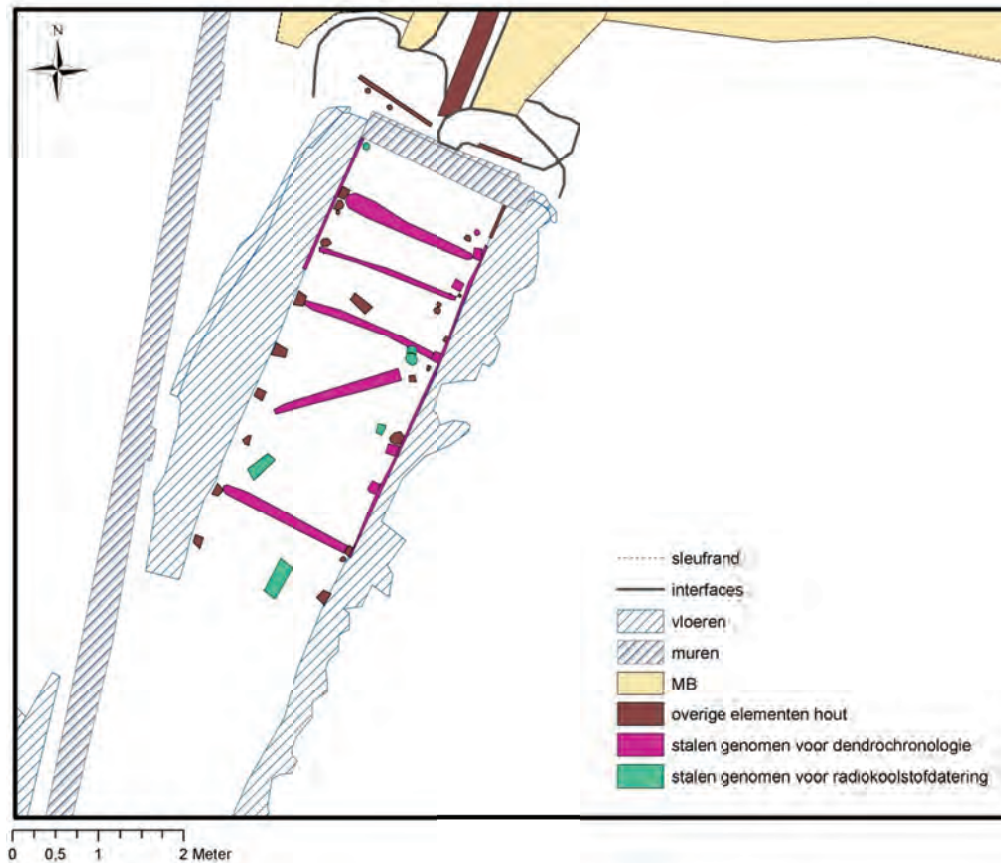 N
sleufrand
interfaces
vloeren
muren
MB
overige elementen hout
stalen genomen voor dendrochronologie
stalen genomen voor radiokoolstofdatering
0 0,5 1 2 Meter